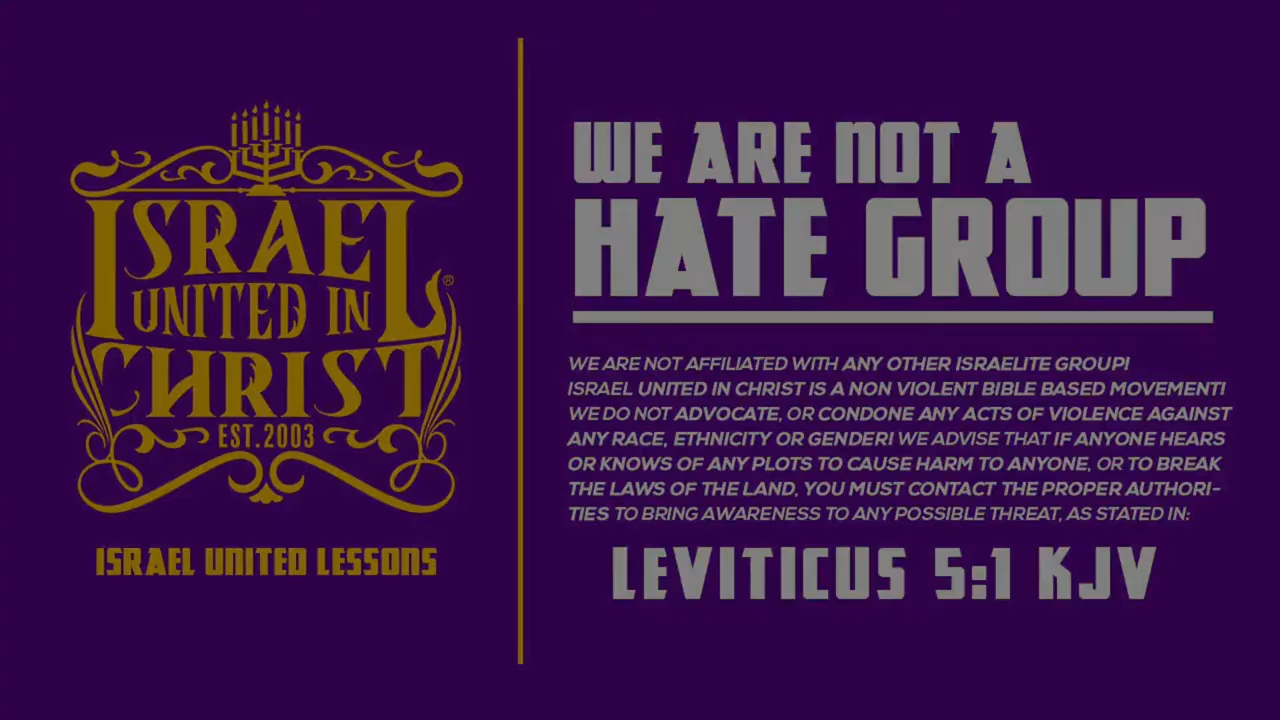 ISRAEL
UNITED IN
CHRIST
®
EST.2003
ISRAEL UNITED LESSONS
WE ARE NOT A
HATE GROUP
WE ARE NOT AFFILIATED WITH ANY OTHER ISRAELITE GROUP!
ISRAEL UNITED IN CHRIST IS A NON VIOLENT BIBLE BASED MOVEMENT!
WE DO NOT ADVOCATE, OR CONDONE ANY ACTS OF VIOLENCE AGAINST
ANY RACE, ETHNICITY OR GENDER! WE ADVISE THAT IF ANYONE HEARS
OR KNOWS OF ANY PLOTS TO CAUSE HARM TO ANYONE, OR TO BREAK
THE LAWS OF THE LAND, YOU MUST CONTACT THE PROPER AUTHORI-
TIES TO BRING AWARENESS TO ANY POSSIBLE THREAT, AS STATED IN:
LEVITICUS 5:1 KJV